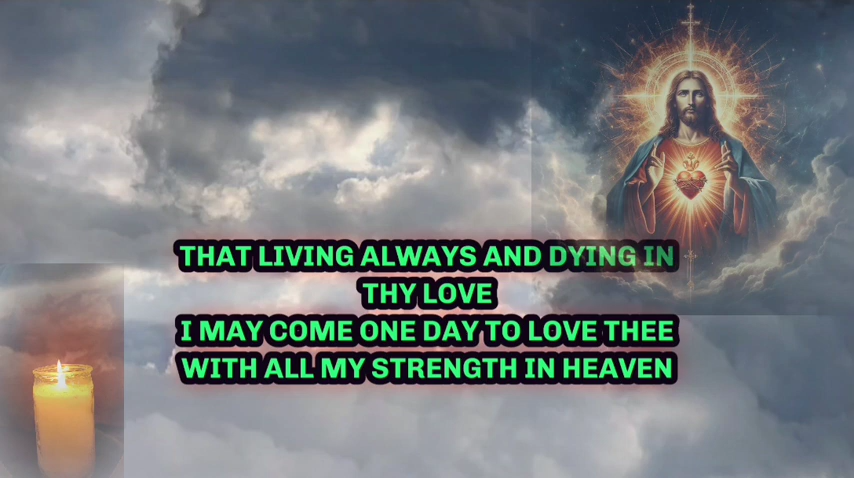 THAT LIVING ALWAYS AND DYING IN
THY LOVE
I MAY COME ONE DAY TO LOVE THEE
WITH ALL MY STRENGTH IN HEAVEN